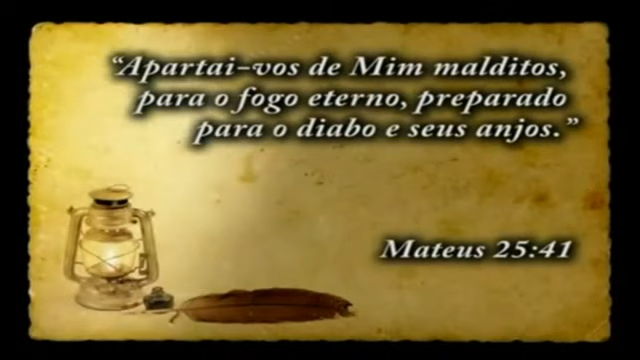 “Apartai-vos de Mim malditos,
para o fogo eterno, preparado
para o diabo e seus anjos.”
Mateus 25:41